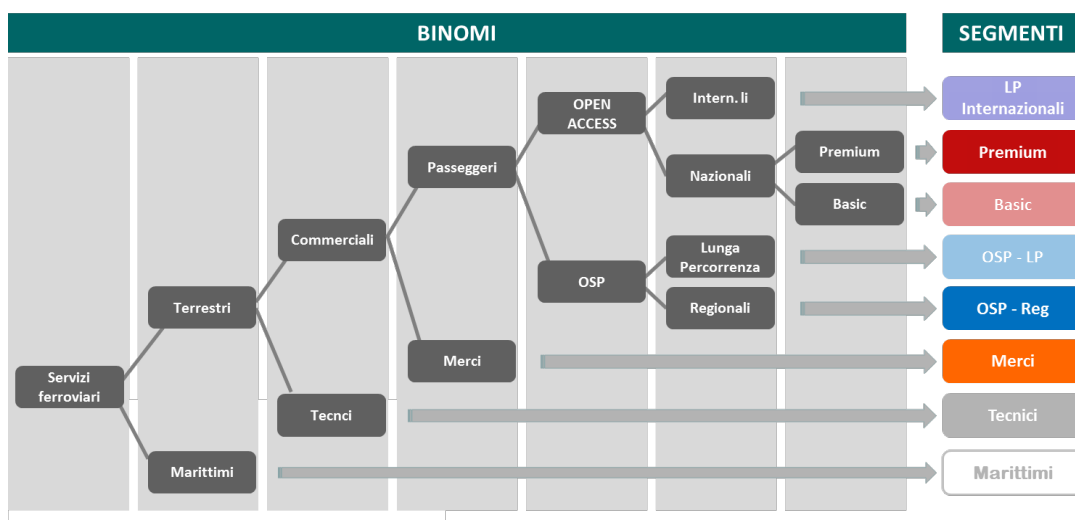 BINOMI
SEGMENTI
OPEN
ACCESS
Intern.li
LP
Internazionali
Passeggeri
Nazionali
Premium
Premium
Basic
Basic
Commerciali
Lunga
Percorrenza
OSP - LP
OSP
Terrestri
Regionali
OSP - Reg
Servizi
ferroviari
Merci
Merci
Tecnci
Tecnici
Marittimi
Marittimi